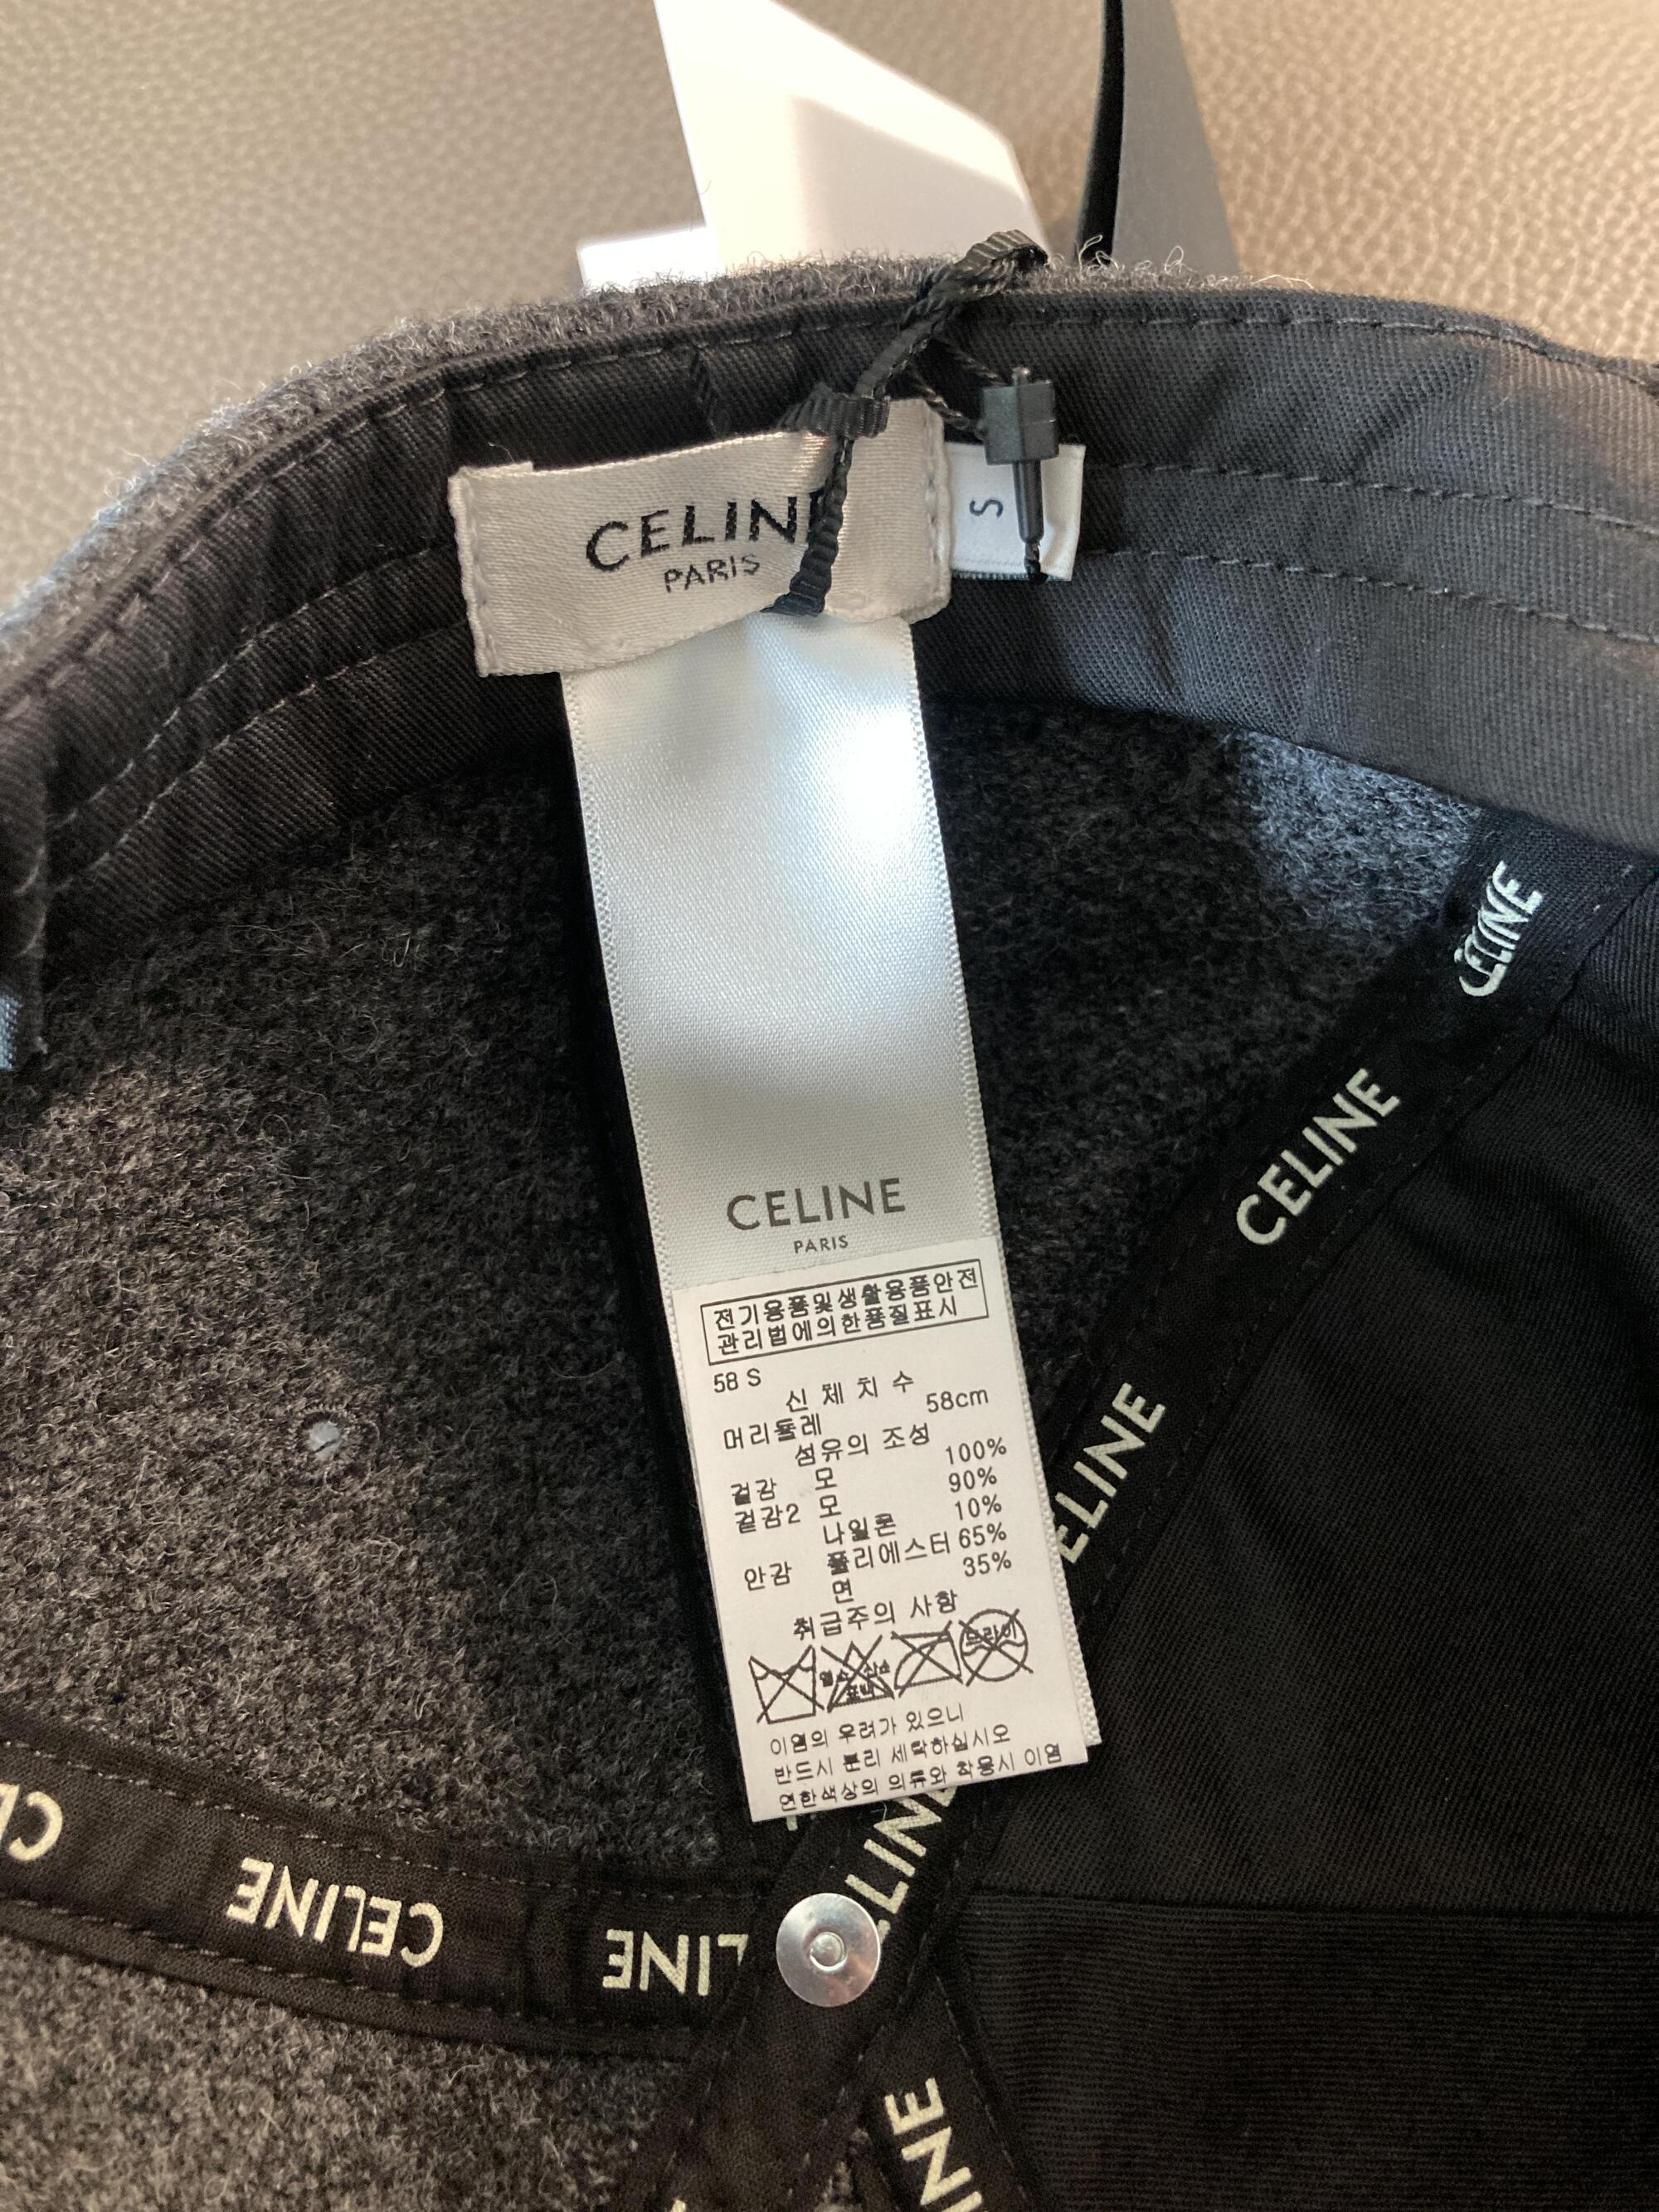 CELINE
PARIS
S
CELINE
PARIS
전기용품및생활용품안전
관리법에의한품질표시
58 S
신 체 치 수
머리둘레 58cm
섬유의 조성
겉감 모 100%
겉감2 모 90%
나일론 10%
안감 폴리에스터 65%
면 35%
취급주의 사항
드라이
이염의 우려가 있으니
반드시 분리 세탁하십시오
연한색상의 의류와 착용시 이염
CELINE
CELINE
CELINE
CELINE
CELINE
CELINE